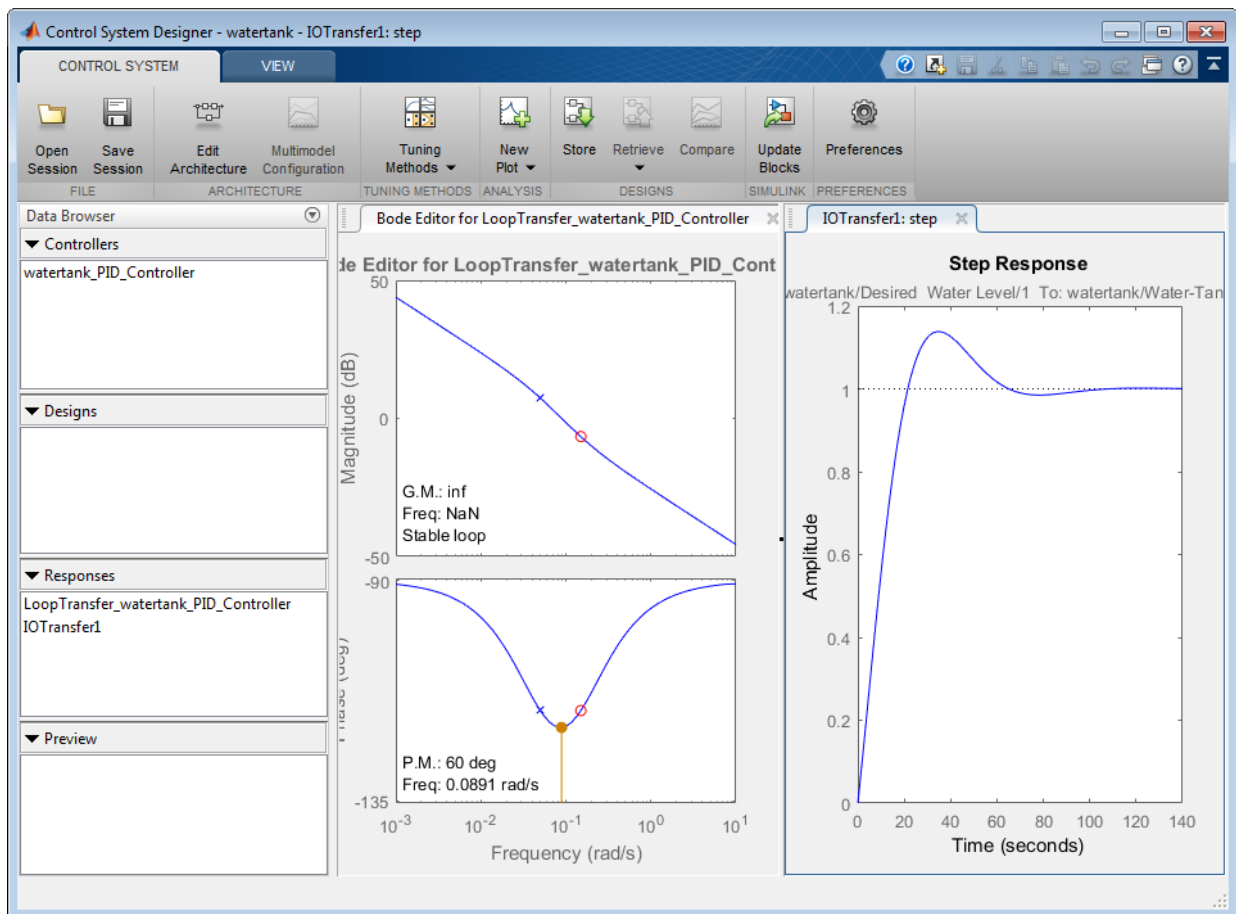 Control System Designer - watertank - IOTransfer1: step
CONTROL SYSTEM
VIEW
Open Session
Save Session
Edit Architecture
Multimodel Configuration
Tuning Methods
New Plot
Store
Retrieve
Compare
Update Blocks
Preferences
FILE
ARCHITECTURE
TUNING METHODS
ANALYSIS
DESIGNS
SIMULINK
PREFERENCES
Data Browser
Controllers
watertank_PID_Controller
Designs
Responses
LoopTransfer_watertank_PID_Controller
IOTransfer1
Preview
Bode Editor for LoopTransfer_watertank_PID_Controller
de Editor for LoopTransfer_watertank_PID_Cont
50
0
-50
Magnitude (dB)
G.M.: inf
Freq: NaN
Stable loop
-90
-135
Phase (deg)
P.M.: 60 deg
Freq: 0.0891 rad/s
10^-3 10^-2 10^-1 10^0 10^1
Frequency (rad/s)
IOTransfer1: step
Step Response
watertank/Desired Water Level/1 To: watertank/Water-Tan
1.2
1
0.8
0.6
0.4
0.2
0
Amplitude
0 20 40 60 80 100 120 140
Time (seconds)